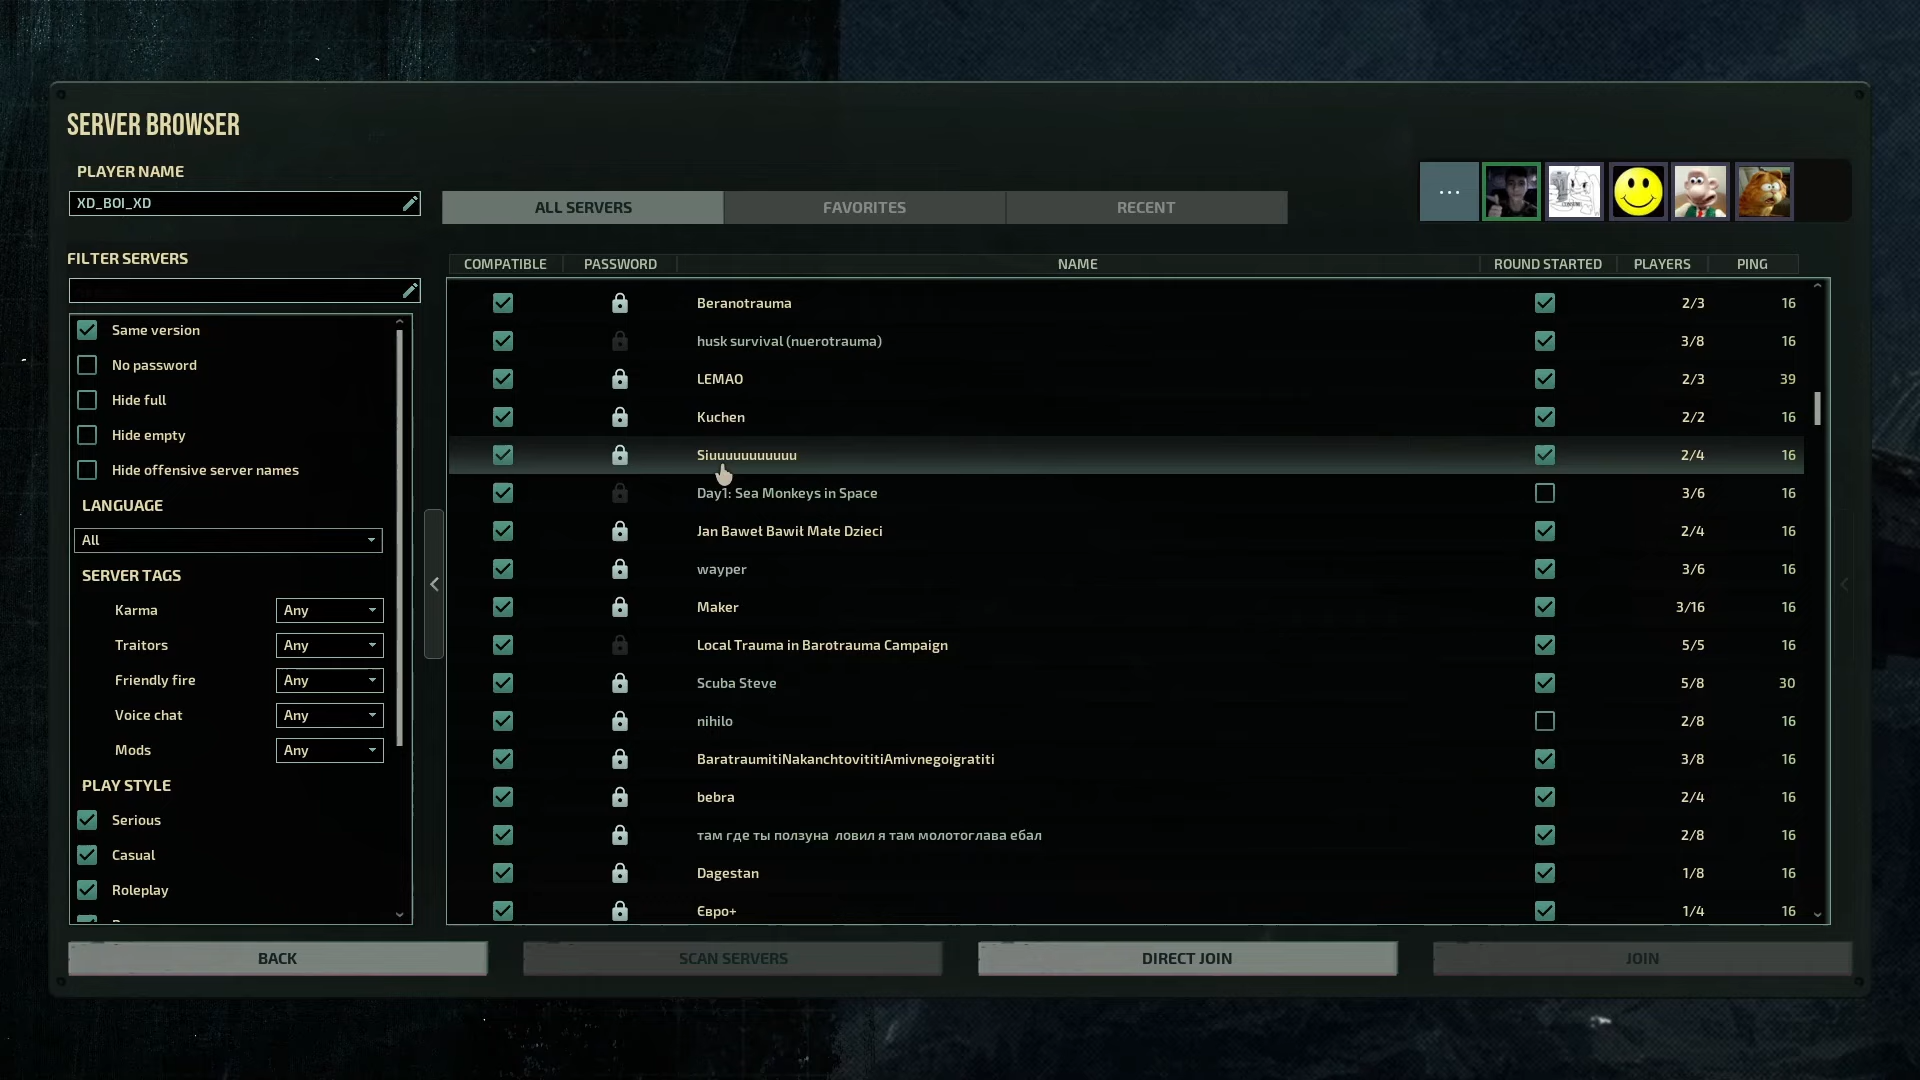 SERVER BROWSER
PLAYER NAME
XD_BOI_XD
ALL SERVERS FAVORITES RECENT
...
FILTER SERVERS
COMPATIBLE PASSWORD NAME ROUND STARTED PLAYERS PING
Same version
No password
Hide full
Hide empty
Hide offensive server names
LANGUAGE
All
SERVER TAGS
Karma Any
Traitors Any
Friendly fire Any
Voice chat Any
Mods Any
PLAY STYLE
Serious
Casual
Roleplay
Beranotrauma 2/3 16
husk survival (nuerotrauma) 3/8 16
LEMAO 2/3 39
Kuchen 2/2 16
Siuuuuuuuuuu 2/4 16
Day1: Sea Monkeys in Space 3/6 16
Jan Baweł Bawił Małe Dzieci 2/4 16
wayper 3/6 16
Maker 3/16 16
Local Trauma in Barotrauma Campaign 5/5 16
Scuba Steve 5/8 30
nihilo 2/8 16
BaratraumitiNakanchtovititiAmivnegoigratiti 3/8 16
bebra 2/4 16
там где ты ползуна ловил я там молотоглава ебал 2/8 16
Dagestan 1/8 16
Євро+ 1/4 16
BACK SCAN SERVERS DIRECT JOIN JOIN